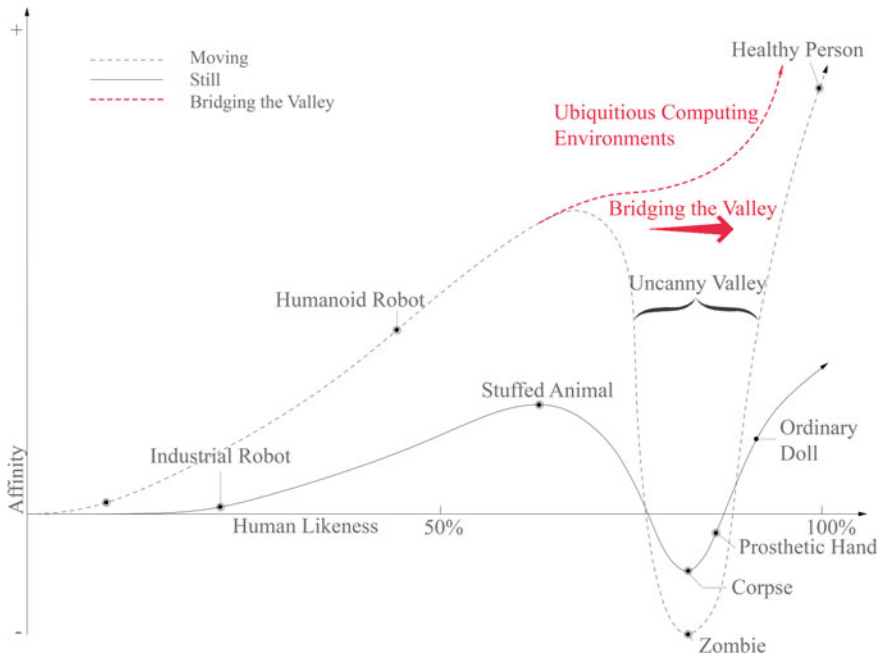 +
Moving
Still
Bridging the Valley
Healthy Person
Ubiquitious Computing
Environments
Bridging the Valley
Uncanny Valley
Humanoid Robot
Stuffed Animal
Ordinary
Doll
Industrial Robot
Affinity
Human Likeness
50%
100%
Prosthetic Hand
Corpse
-
Zombie